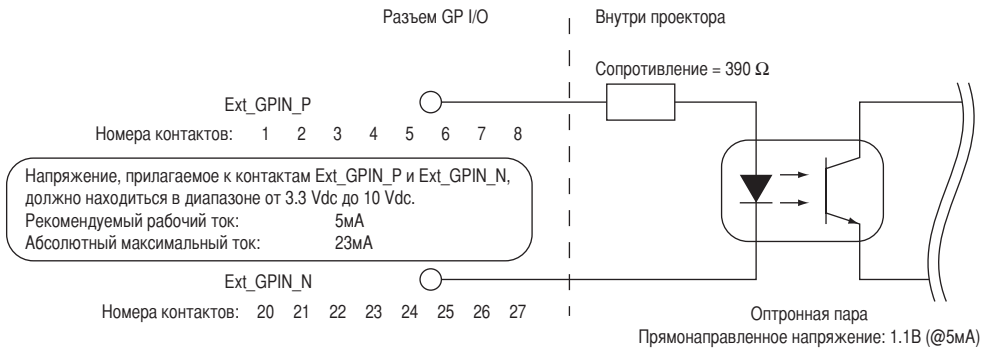 Разъем GP I/O
Внутри проектора
Сопротивление = 390 Ω
Ext_GPIN_P
Номера контактов: 1 2 3 4 5 6 7 8
Напряжение, прилагаемое к контактам Ext_GPIN_P и Ext_GPIN_N,
должно находиться в диапазоне от 3.3 Vdc до 10 Vdc.
Рекомендуемый рабочий ток: 5мА
Абсолютный максимальный ток: 23мА
Ext_GPIN_N
Номера контактов: 20 21 22 23 24 25 26 27
Оптронная пара
Прямонаправленное напряжение: 1.1В (@5мА)